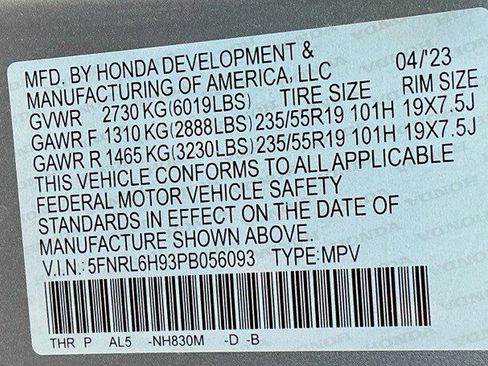 MFD. BY HONDA DEVELOPMENT & 04/'23
MANUFACTURING OF AMERICA, LLC
GVWR 2730 KG(6019LBS) TIRE SIZE RIM SIZE
GAWR F 1310 KG(2888LBS) 235/55R19 101H 19X7.5J
GAWR R 1465 KG(3230LBS) 235/55R19 101H 19X7.5J
THIS VEHICLE CONFORMS TO ALL APPLICABLE
FEDERAL MOTOR VEHICLE SAFETY
STANDARDS IN EFFECT ON THE DATE OF
MANUFACTURE SHOWN ABOVE.
V.I.N.:5FNRL6H93PB056093 TYPE:MPV
THR P AL5 -NH830M -D -B
HONDA